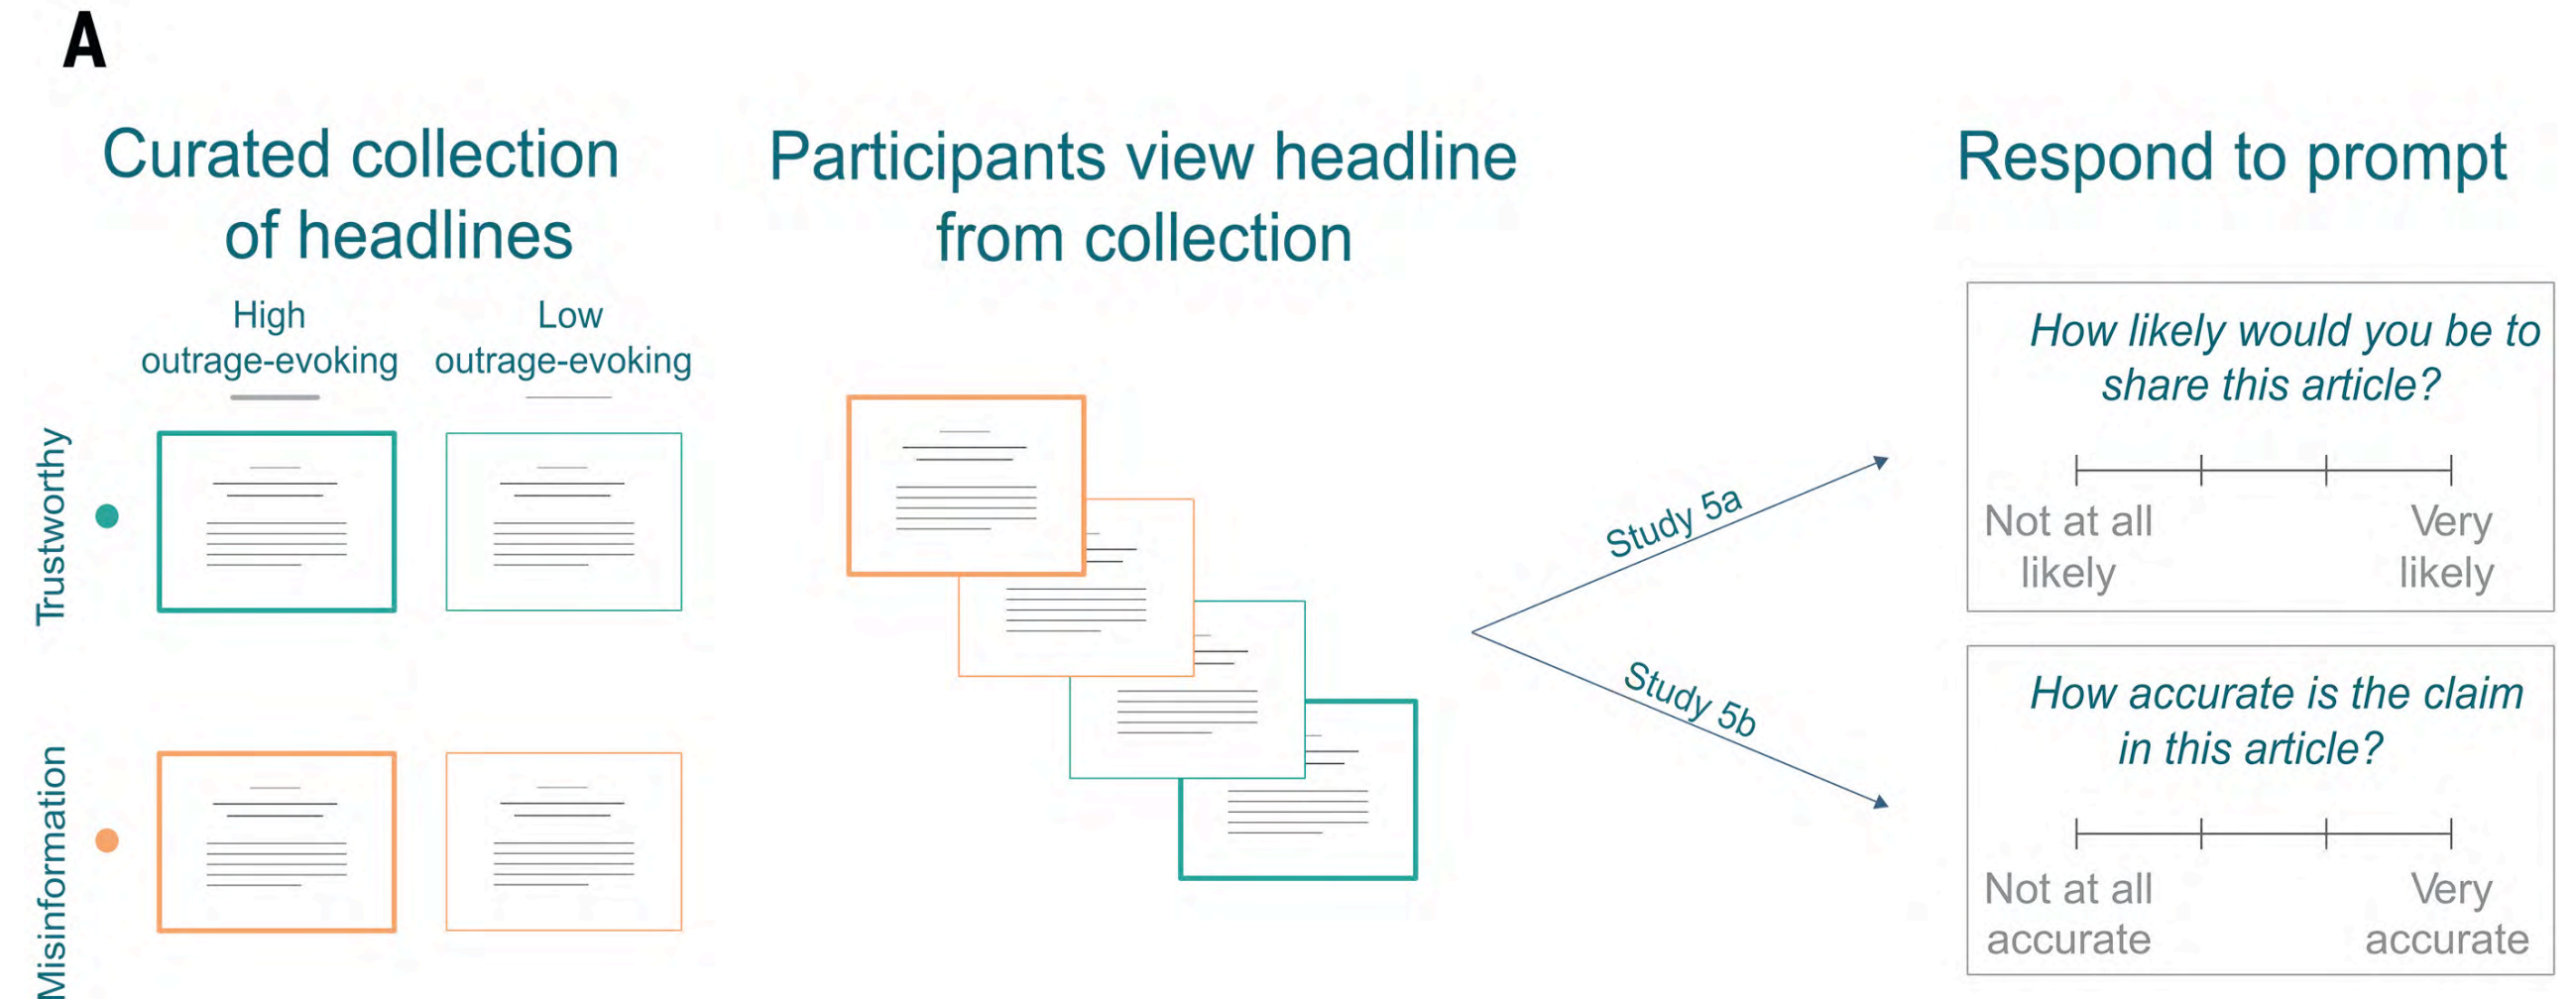 A
Curated collection
of headlines
High
outrage-evoking
Low
outrage-evoking
Trustworthy
Misinformation
Participants view headline
from collection
Study 5a
Study 5b
Respond to prompt
How likely would you be to
share this article?
Not at all
likely
Very
likely
How accurate is the claim
in this article?
Not at all
accurate
Very
accurate